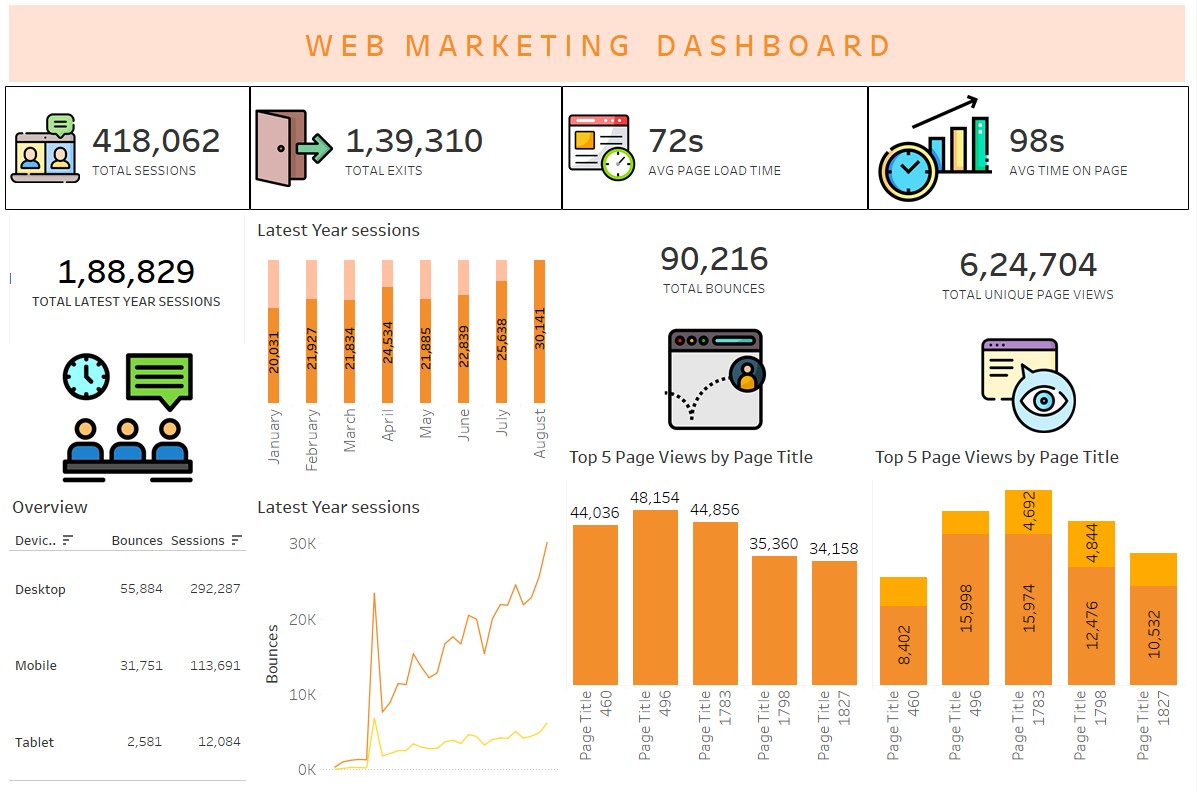 WEB MARKETING DASHBOARD
418,062
TOTAL SESSIONS
1,39,310
TOTAL EXITS
72s
AVG PAGE LOAD TIME
98s
AVG TIME ON PAGE
1,88,829
TOTAL LATEST YEAR SESSIONS
Latest Year sessions
20,031
21,927
21,834
24,534
21,885
22,839
25,638
30,141
January
February
March
April
May
June
July
August
90,216
TOTAL BOUNCES
6,24,704
TOTAL UNIQUE PAGE VIEWS
Overview
Devic.. Bounces Sessions
Desktop 55,884 292,287
Mobile 31,751 113,691
Tablet 2,581 12,084
Latest Year sessions
Bounces
30K
20K
10K
0K
Top 5 Page Views by Page Title
44,036
48,154
44,856
35,360
34,158
Page Title
460
Page Title
496
Page Title
1783
Page Title
1798
Page Title
1827
Top 5 Page Views by Page Title
8,402
15,998
4,692
15,974
4,844
12,476
10,532
Page Title
460
Page Title
496
Page Title
1783
Page Title
1798
Page Title
1827